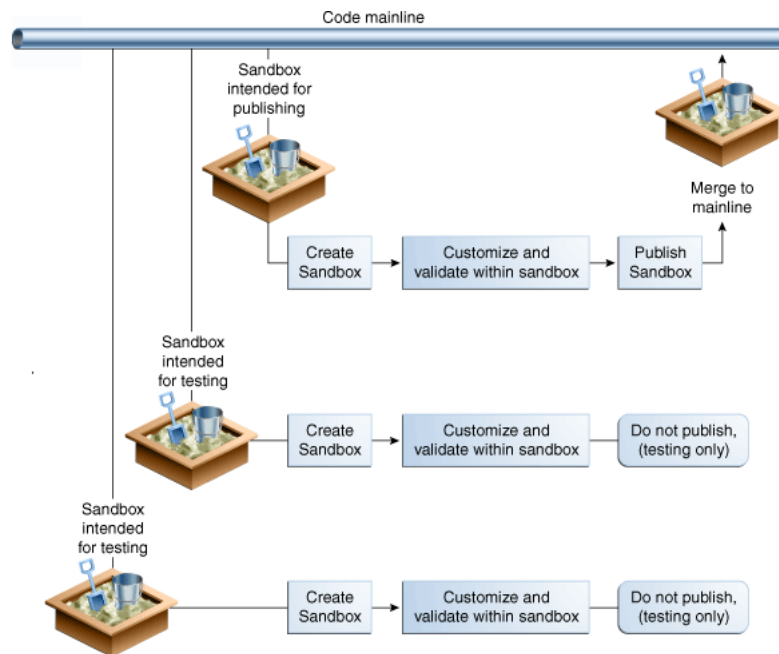 Code mainline
Sandbox
intended for
publishing
Merge to
mainline
Create
Sandbox
Customize and
validate within sandbox
Publish
Sandbox
Sandbox
intended
for testing
Create
Sandbox
Customize and
validate within sandbox
Do not publish,
(testing only)
Sandbox
intended
for testing
Create
Sandbox
Customize and
validate within sandbox
Do not publish,
(testing only)